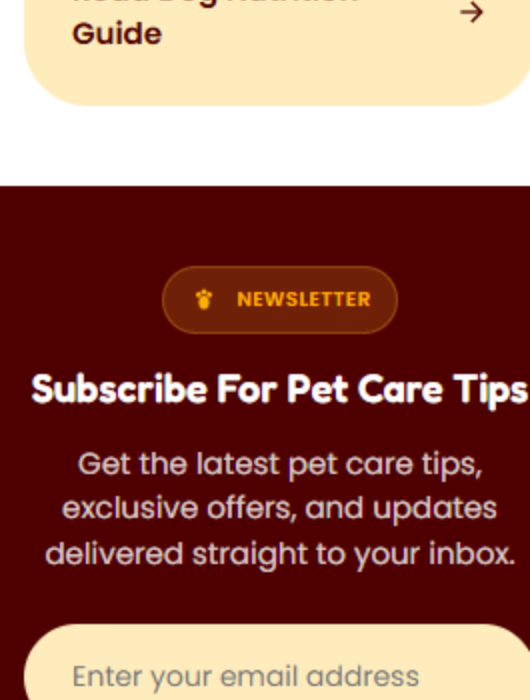 Guide
NEWSLETTER
Subscribe For Pet Care Tips
Get the latest pet care tips,
exclusive offers, and updates
delivered straight to your inbox.
Enter your email address